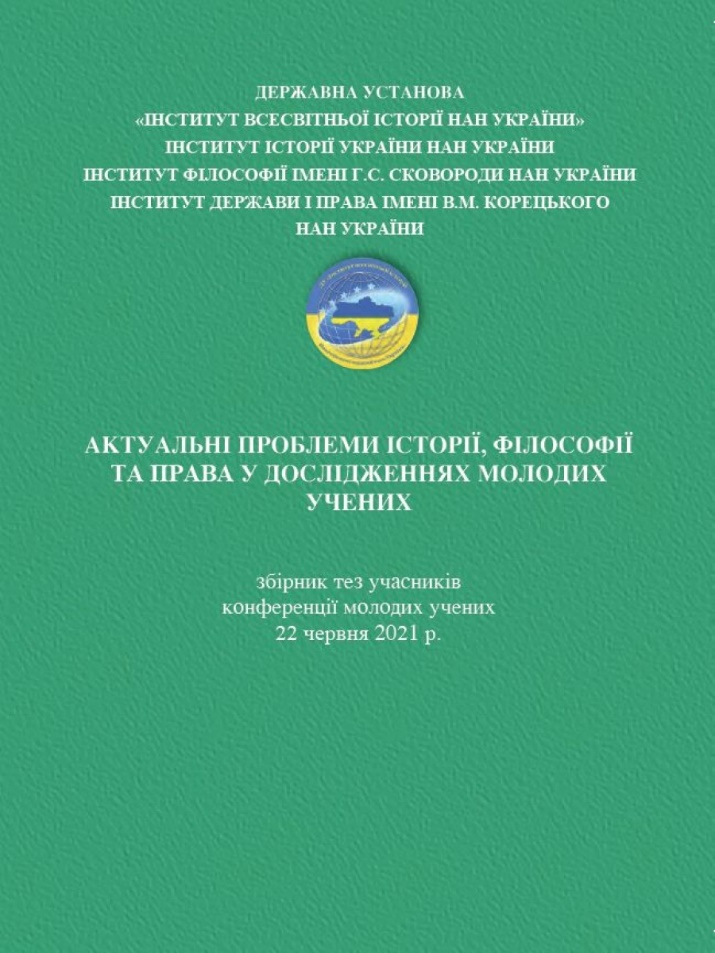 ДЕРЖАВНА УСТАНОВА
«ІНСТИТУТ ВСЕСВІТНЬОЇ ІСТОРІЇ НАН УКРАЇНИ»
ІНСТИТУТ ІСТОРІЇ УКРАЇНИ НАН УКРАЇНИ
ІНСТИТУТ ФІЛОСОФІЇ ІМЕНІ Г.С. СКОВОРОДИ НАН УКРАЇНИ
ІНСТИТУТ ДЕРЖАВИ І ПРАВА ІМЕНІ В.М. КОРЕЦЬКОГО
НАН УКРАЇНИ
АКТУАЛЬНІ ПРОБЛЕМИ ІСТОРІЇ, ФІЛОСОФІЇ
ТА ПРАВА У ДОСЛІДЖЕННЯХ МОЛОДИХ
УЧЕНИХ
збірник тез учасників
конференції молодих учених
22 червня 2021 р.